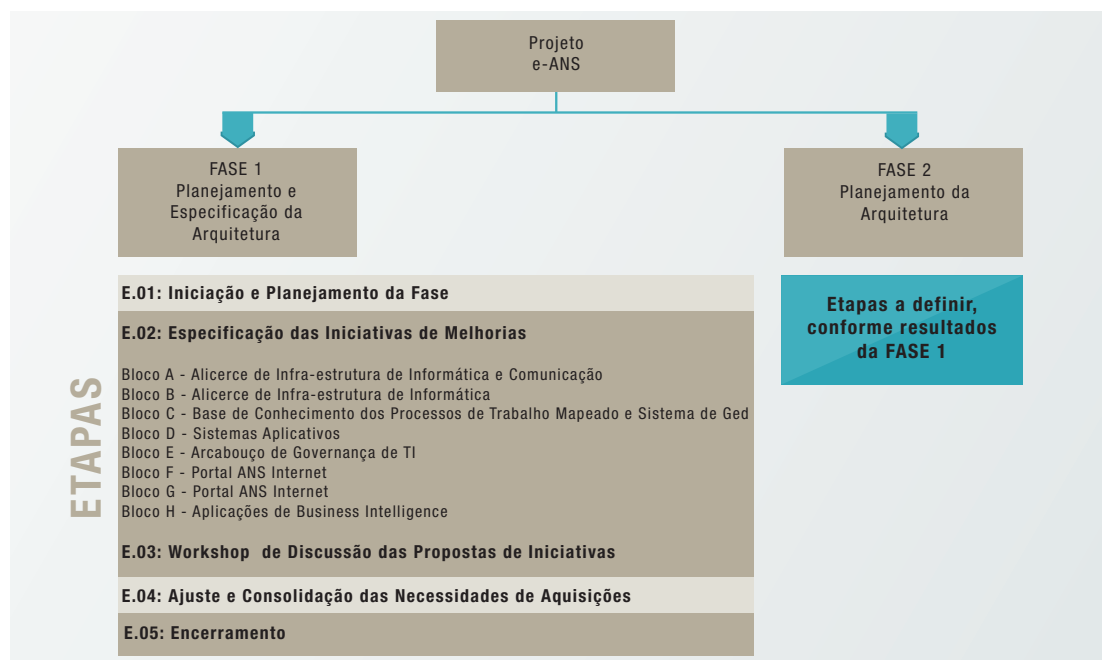 Projeto
e-ANS
FASE 1
Planejamento e
Especificação da
Arquitetura
FASE 2
Planejamento da
Arquitetura
ETAPAS
E.01: Iniciação e Planejamento da Fase
E.02: Especificação das Iniciativas de Melhorias
Bloco A - Alicerce de Infra-estrutura de Informática e Comunicação
Bloco B - Alicerce de Infra-estrutura de Informática
Bloco C - Base de Conhecimento dos Processos de Trabalho Mapeado e Sistema de Ged
Bloco D - Sistemas Aplicativos
Bloco E - Arcabouço de Governança de TI
Bloco F - Portal ANS Internet
Bloco G - Portal ANS Internet
Bloco H - Aplicações de Business Intelligence
E.03: Workshop de Discussão das Propostas de Iniciativas
E.04: Ajuste e Consolidação das Necessidades de Aquisições
E.05: Encerramento
Etapas a definir,
conforme resultados
da FASE 1